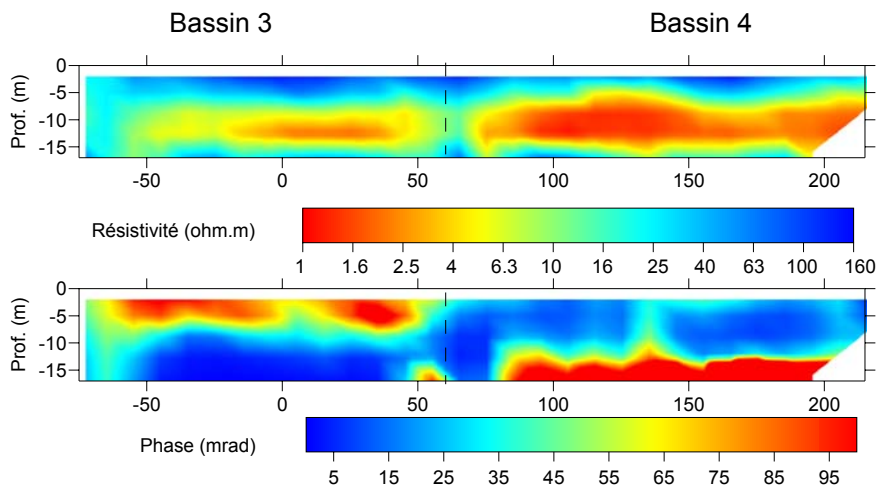 Bassin 3 Bassin 4
Prof. (m)
0
-5
-10
-15
-50 0 50 100 150 200
Résistivité (ohm.m)
1 1.6 2.5 4 6.3 10 16 25 40 63 100 160
Prof. (m)
0
-5
-10
-15
-50 0 50 100 150 200
Phase (mrad)
5 15 25 35 45 55 65 75 85 95